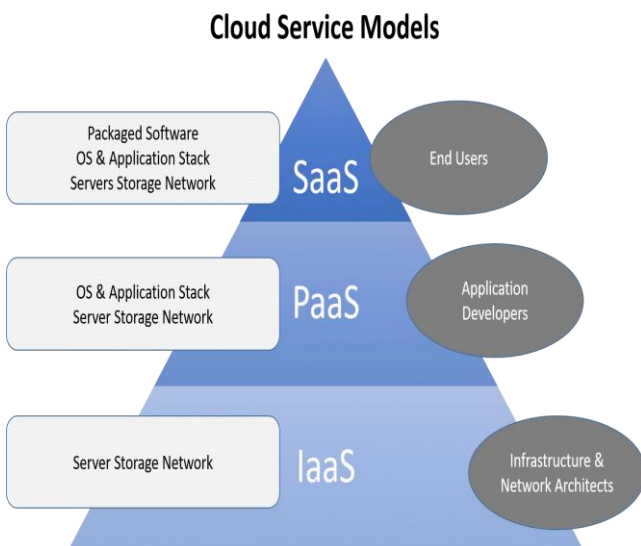 Cloud Service Models
Packaged Software
OS & Application Stack
Servers Storage Network
SaaS
End Users
OS & Application Stack
Server Storage Network
PaaS
Application
Developers
Server Storage Network
IaaS
Infrastructure &
Network Architects